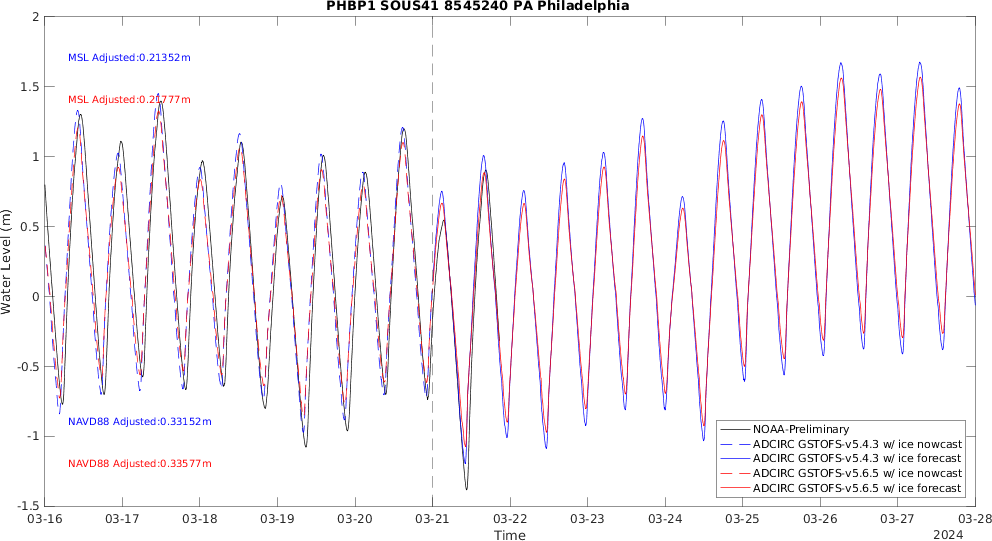 PHBP1 SOUS41 8545240 PA Philadelphia
2
1.5
1
0.5
0
-0.5
-1
-1.5
Water Level (m)
MSL Adjusted:0.21352m
MSL Adjusted:0.21777m
NAVD88 Adjusted:0.33152m
NAVD88 Adjusted:0.33577m
NOAA-Preliminary
ADCIRC GSTOFS-v5.4.3 w/ ice nowcast
ADCIRC GSTOFS-v5.4.3 w/ ice forecast
ADCIRC GSTOFS-v5.6.5 w/ ice nowcast
ADCIRC GSTOFS-v5.6.5 w/ ice forecast
03-16 03-17 03-18 03-19 03-20 03-21 03-22 03-23 03-24 03-25 03-26 03-27 03-28
Time
2024